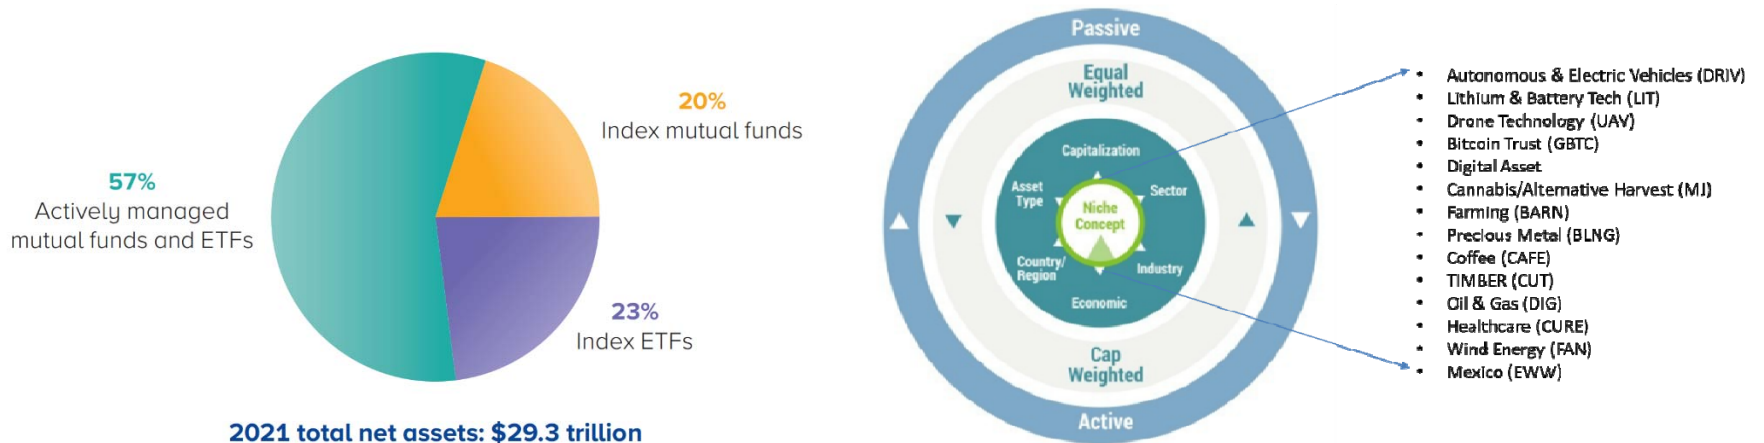 57%
Actively managed
mutual funds and ETFs
20%
Index mutual funds
23%
Index ETFs
2021 total net assets: $29.3 trillion
Passive
Equal
Weighted
Capitalization
Asset
Type
Sector
Niche
Concept
Country/
Region
Industry
Economic
Cap
Weighted
Active
• Autonomous & Electric Vehicles (DRIV)
• Lithium & Battery Tech (LIT)
• Drone Technology (UAV)
• Bitcoin Trust (GBTC)
• Digital Asset
• Cannabis/Alternative Harvest (MJ)
• Farming (BARN)
• Precious Metal (BLNG)
• Coffee (CAFE)
• TIMBER (CUT)
• Oil & Gas (DIG)
• Healthcare (CURE)
• Wind Energy (FAN)
• Mexico (EWW)